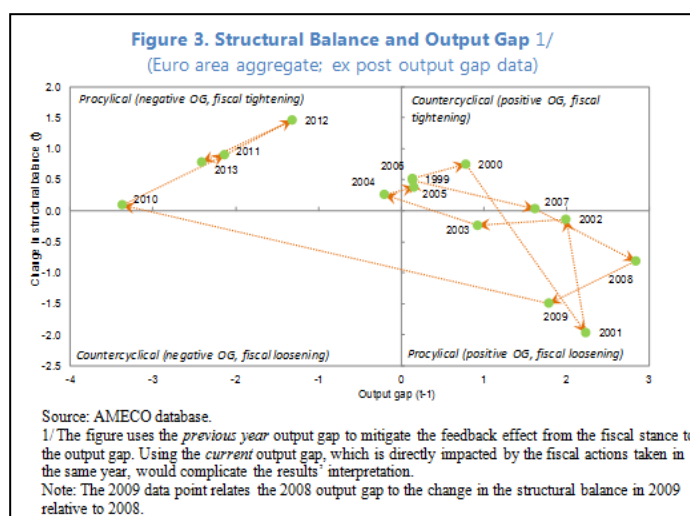 Figure 3. Structural Balance and Output Gap 1/
(Euro area aggregate; ex post output gap data)
2.0
1.5
1.0
0.5
0.0
-0.5
-1.0
-1.5
-2.0
-2.5
Change in structural balance (t)
Procylical (negative OG, fiscal tightening)
Countercyclical (positive OG, fiscal
tightening)
2012
2011
2013
2010
2006
2000
1999
2004
2005
2007
2002
2003
2008
2009
2001
Countercyclical (negative OG, fiscal loosening)
Procylical (positive OG, fiscal loosening)
-4
-3
-2
-1
0
1
2
3
Output gap (t-1)
Source: AMECO database.
1/ The figure uses the previous year output gap to mitigate the feedback effect from the fiscal stance to
the output gap. Using the current output gap, which is directly impacted by the fiscal actions taken in
the same year, would complicate the results' interpretation.
Note: The 2009 data point relates the 2008 output gap to the change in the structural balance in 2009
relative to 2008.